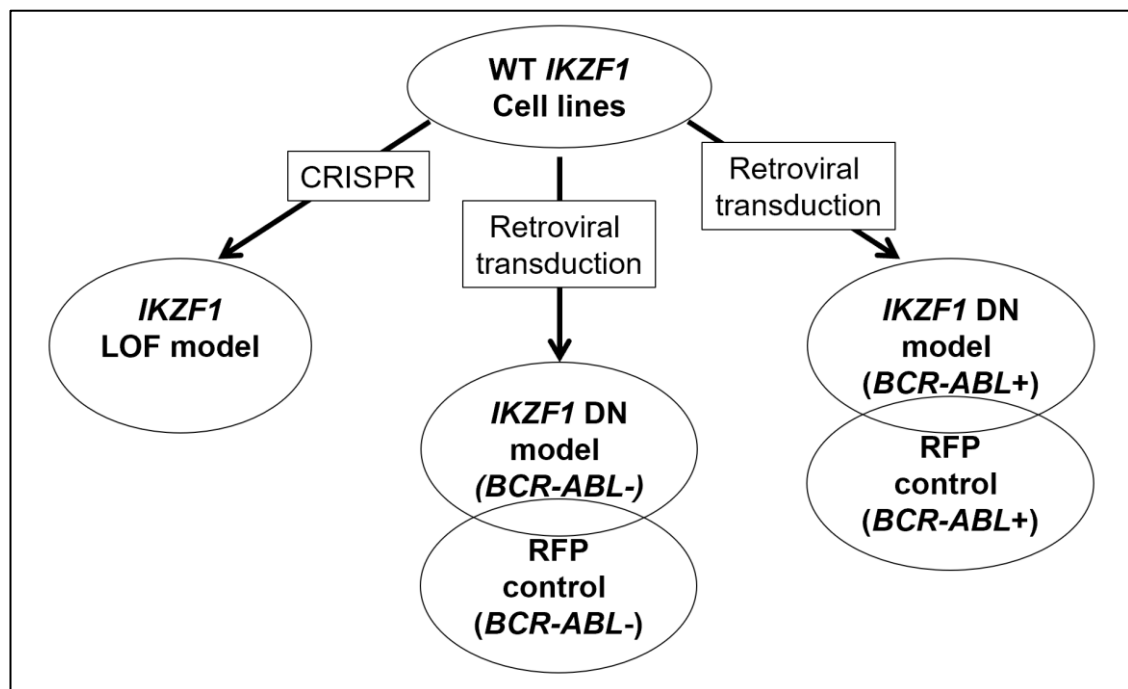 WT IKZF1
Cell lines
CRISPR
Retroviral
transduction
Retroviral
transduction
IKZF1
LOF model
IKZF1 DN
model
(BCR-ABL-)
RFP
control
(BCR-ABL-)
IKZF1 DN
model
(BCR-ABL+)
RFP
control
(BCR-ABL+)